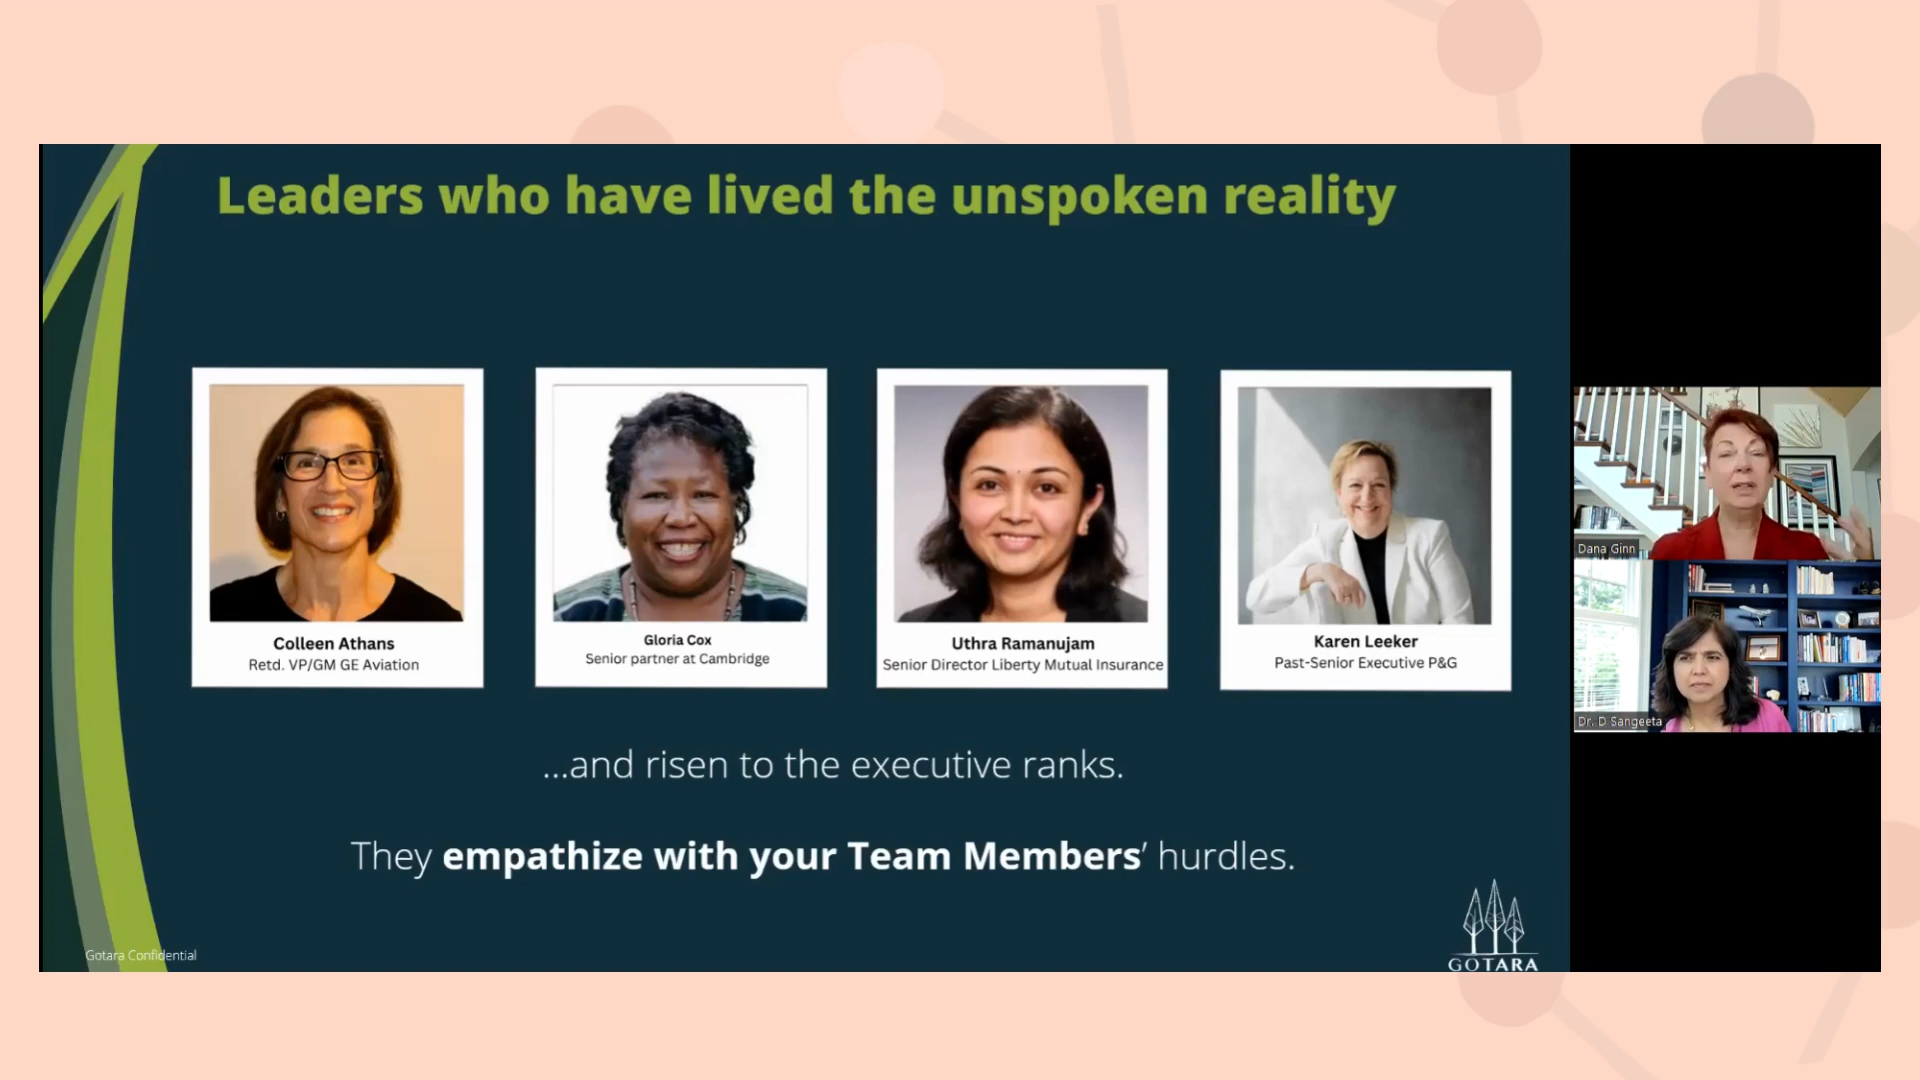 Leaders who have lived the unspoken reality
Colleen Athans
Retd. VP/GM GE Aviation
Gloria Cox
Senior partner at Cambridge
Uthra Ramanujam
Senior Director Liberty Mutual Insurance
Karen Leeker
Past-Senior Executive P&G
...and risen to the executive ranks.
They empathize with your Team Members’ hurdles.
Gotara Confidential
GOTARA
Dana Ginn
Dr. D Sangeeta